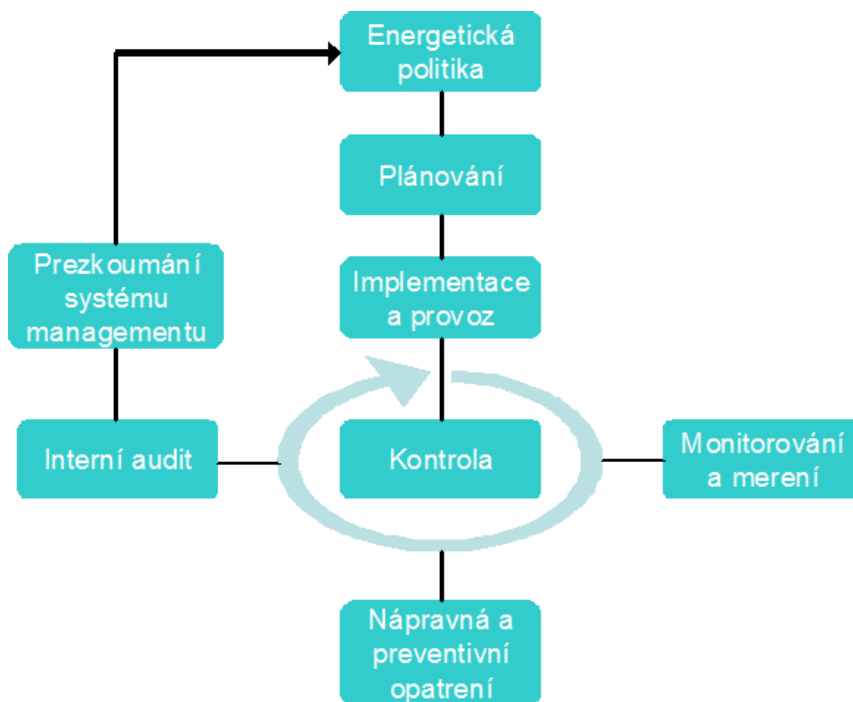 Energetická
politika
Plánování
Prezkoumání
systému
managementu
Implementace
a provoz
Interní audit
Kontrola
Monitorování
a merení
Nápravná a
preventivní
opatrení